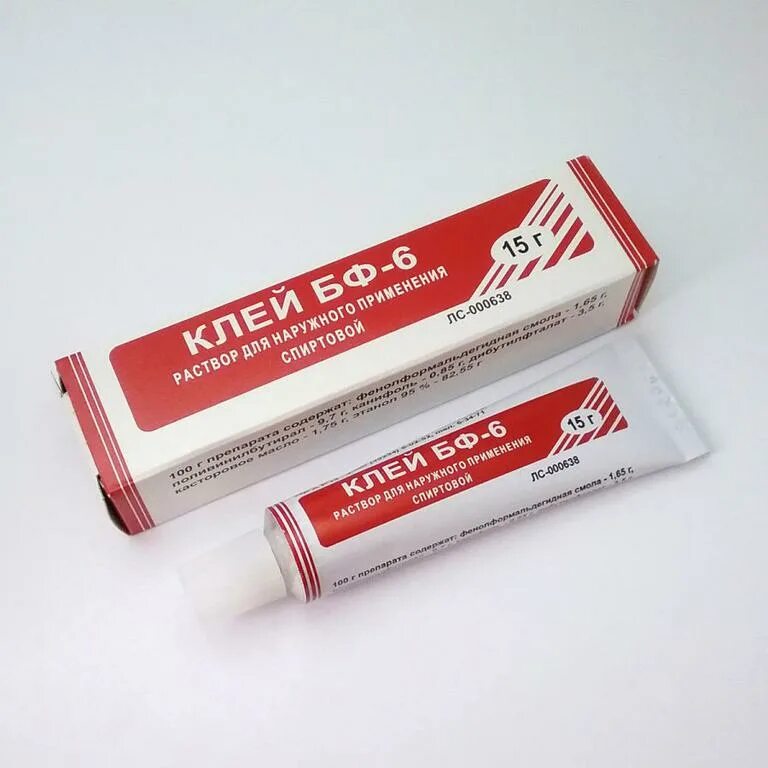 КЛЕЙ БФ-6
РАСТВОР ДЛЯ НАРУЖНОГО ПРИМЕНЕНИЯ
СПИРТОВОЙ
15 г
ЛС-000638
100 г препарата содержат: фенолформальдегидная смола - 1,65 г,
поливинилбутирал - 9,7 г, канифоль - 0,85 г, дибутилфталат - 3,5 г,
касторовое масло - 1,75 г, этанол 95 % - 82,55 г
КЛЕЙ БФ-6
РАСТВОР ДЛЯ НАРУЖНОГО ПРИМЕНЕНИЯ
СПИРТОВОЙ
15 г
ЛС-000638
100 г препарата содержат: фенолформальдегидная смола - 1,65 г,